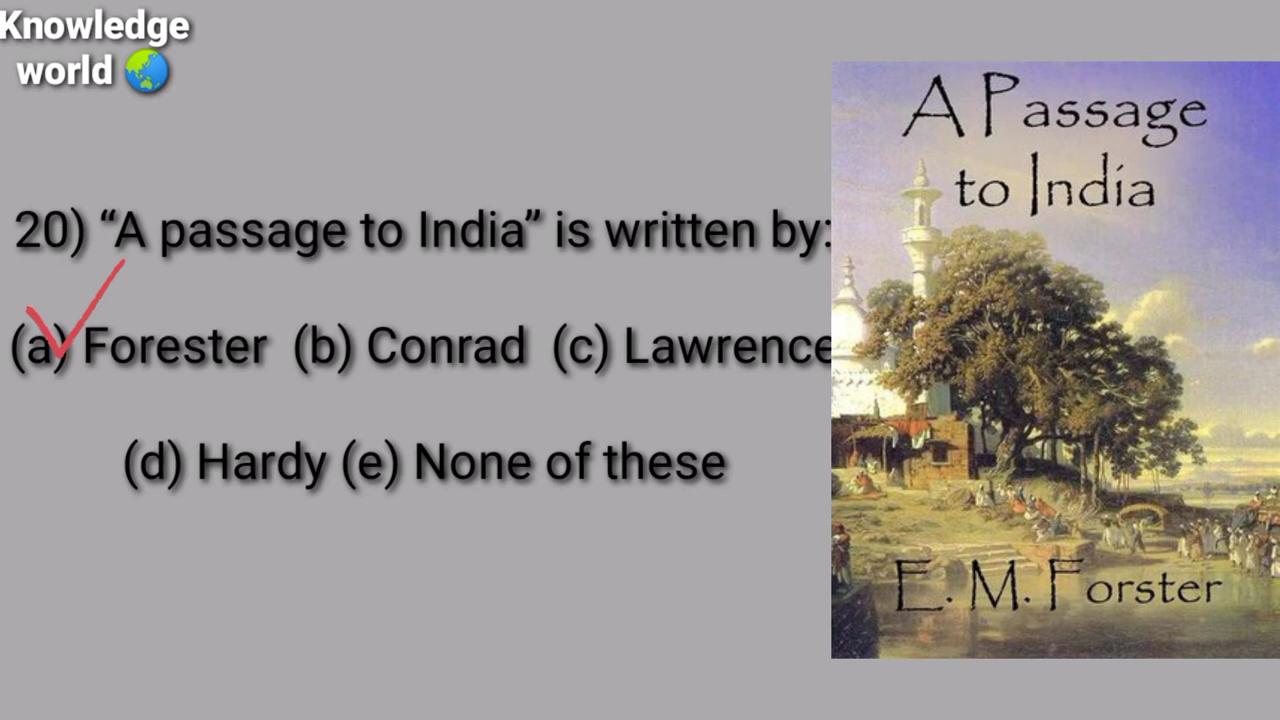 Knowledge
world
20) “A passage to India” is written by:
(a) Forester (b) Conrad (c) Lawrence
(d) Hardy (e) None of these
A Passage
to India
E. M. Forster